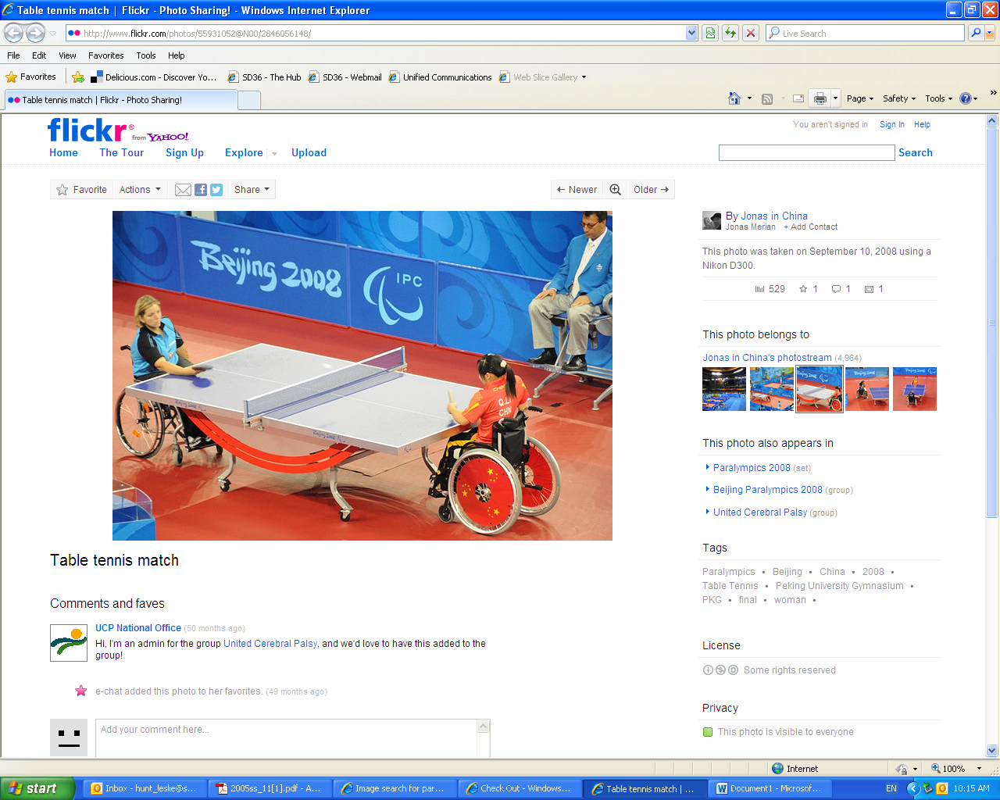 Table tennis match | Flickr - Photo Sharing! - Windows Internet Explorer
http://www.flickr.com/photos/55931052@N00/2846056148/
Live Search
File Edit View Favorites Tools Help
Favorites Delicious.com - Discover Yo... SD36 - The Hub SD36 - Webmail Unified Communications Web Slice Gallery
Table tennis match | Flickr - Photo Sharing!
Page Safety Tools »
flickr® from YAHOO!
You aren't signed in Sign In Help
Home The Tour Sign Up Explore Upload
Search
Favorite Actions Share
← Newer Older →
Beijing 2008
IPC
Q.LI
CHN
By Jonas in China
Jonas Merian + Add Contact
This photo was taken on September 10, 2008 using a
Nikon D300.
529 1 1 1
This photo belongs to
Jonas in China's photostream (4,964)
This photo also appears in
Paralympics 2008 (set)
Beijing Paralympics 2008 (group)
United Cerebral Palsy (group)
Tags
Paralympics • Beijing • China • 2008 •
Table Tennis • Peking University Gymnasium •
PKG • final • woman •
License
Some rights reserved
Privacy
This photo is visible to everyone
Table tennis match
Comments and faves
UCP National Office (50 months ago)
Hi, I'm an admin for the group United Cerebral Palsy, and we'd love to have this added to the
group!
e-chat added this photo to her favorites. (49 months ago)
Add your comment here...
Internet 100%
start Inbox - hunt_leslie@s... 2005ss_11[1].pdf - A... Image search for par... Check Out - Windows... Table tennis match | ... Document1 - Microsof... EN 10:15 AM